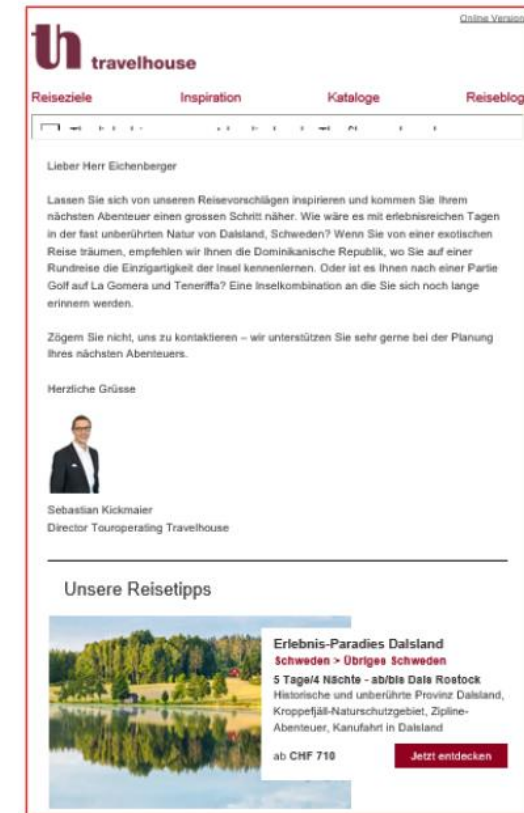 Online Version
th travelhouse
Reiseziele Inspiration Kataloge Reiseblog
Lieber Herr Eichenberger
Lassen Sie sich von unseren Reisevorschlägen inspirieren und kommen Sie Ihrem
nächsten Abenteuer einen grossen Schritt näher. Wie wäre es mit erlebnisreichen Tagen
in der fast unberührten Natur von Dalsland, Schweden? Wenn Sie von einer exotischen
Reise träumen, empfehlen wir Ihnen die Dominikanische Republik, wo Sie auf einer
Rundreise die Einzigartigkeit der Insel kennenlernen. Oder ist es Ihnen nach einer Partie
Golf auf La Gomera und Teneriffa? Eine Inselkombination an die Sie sich noch lange
erinnern werden.
Zögern Sie nicht, uns zu kontaktieren – wir unterstützen Sie sehr gerne bei der Planung
Ihres nächsten Abenteuers.
Herzliche Grüsse
Sebastian Kickmaier
Director Touroperating Travelhouse
Unsere Reisetipps
Erlebnis-Paradies Dalsland
Schweden > Übriges Schweden
5 Tage/4 Nächte - ab/bis Dals Rostock
Historische und unberührte Provinz Dalsland,
Kroppefjäll-Naturschutzgebiet, Zipline-
Abenteuer, Kanufahrt in Dalsland
ab CHF 710 Jetzt entdecken